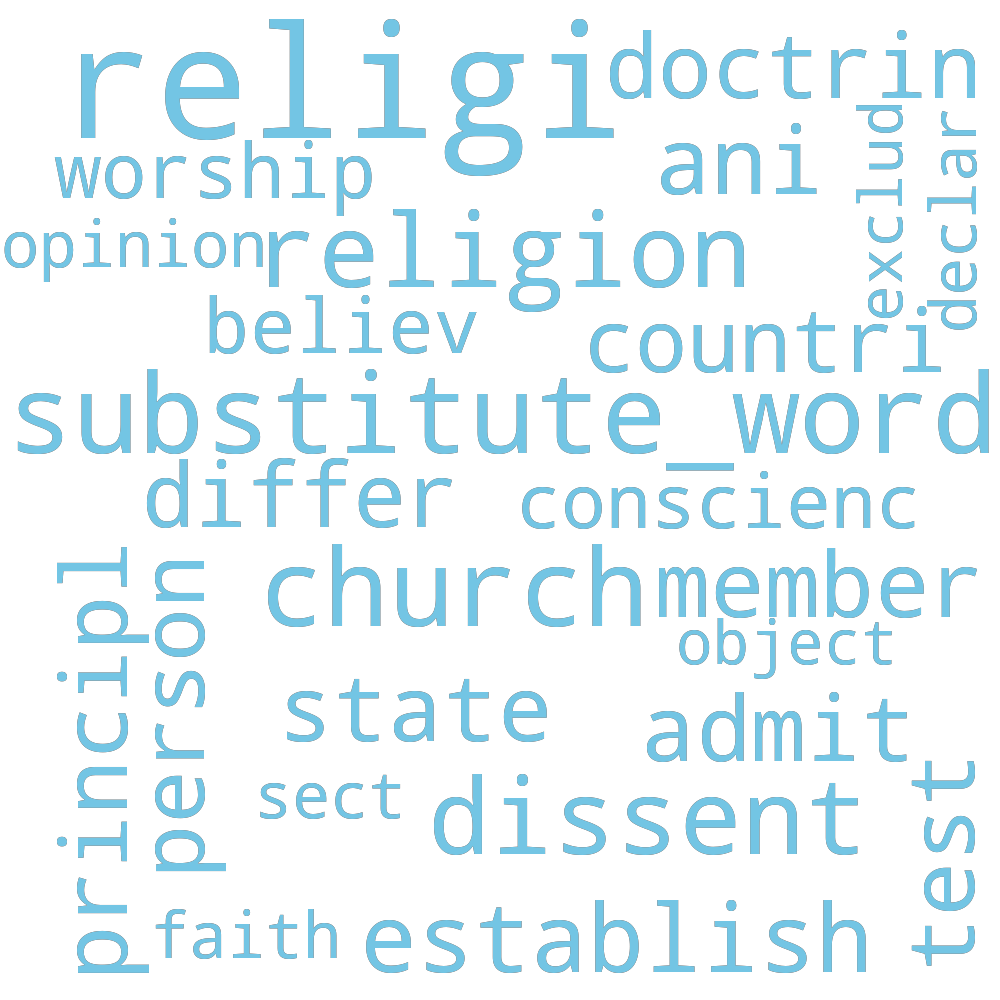 religi
doctrin
exclud
declar
worship
ani
opinion
religion
believ
countri
substitute_word
differ
conscienc
principl
person
church
member
object
state
admit
sect
dissent
test
faith
establish